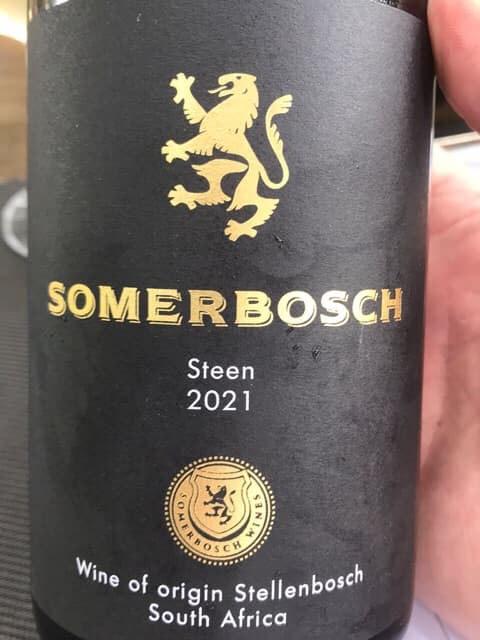 SOMERBOSCH
Steen
2021
SOMERBOSCH WINES
Wine of origin Stellenbosch
South Africa